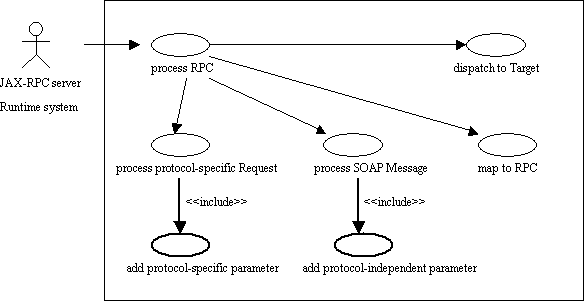 process RPC
dispatch to Target
JAX-RPC server
Runtime system
process protocol-specific Request
process SOAP Message
map to RPC
<<include>>
<<include>>
add protocol-specific parameter
add protocol-independent parameter